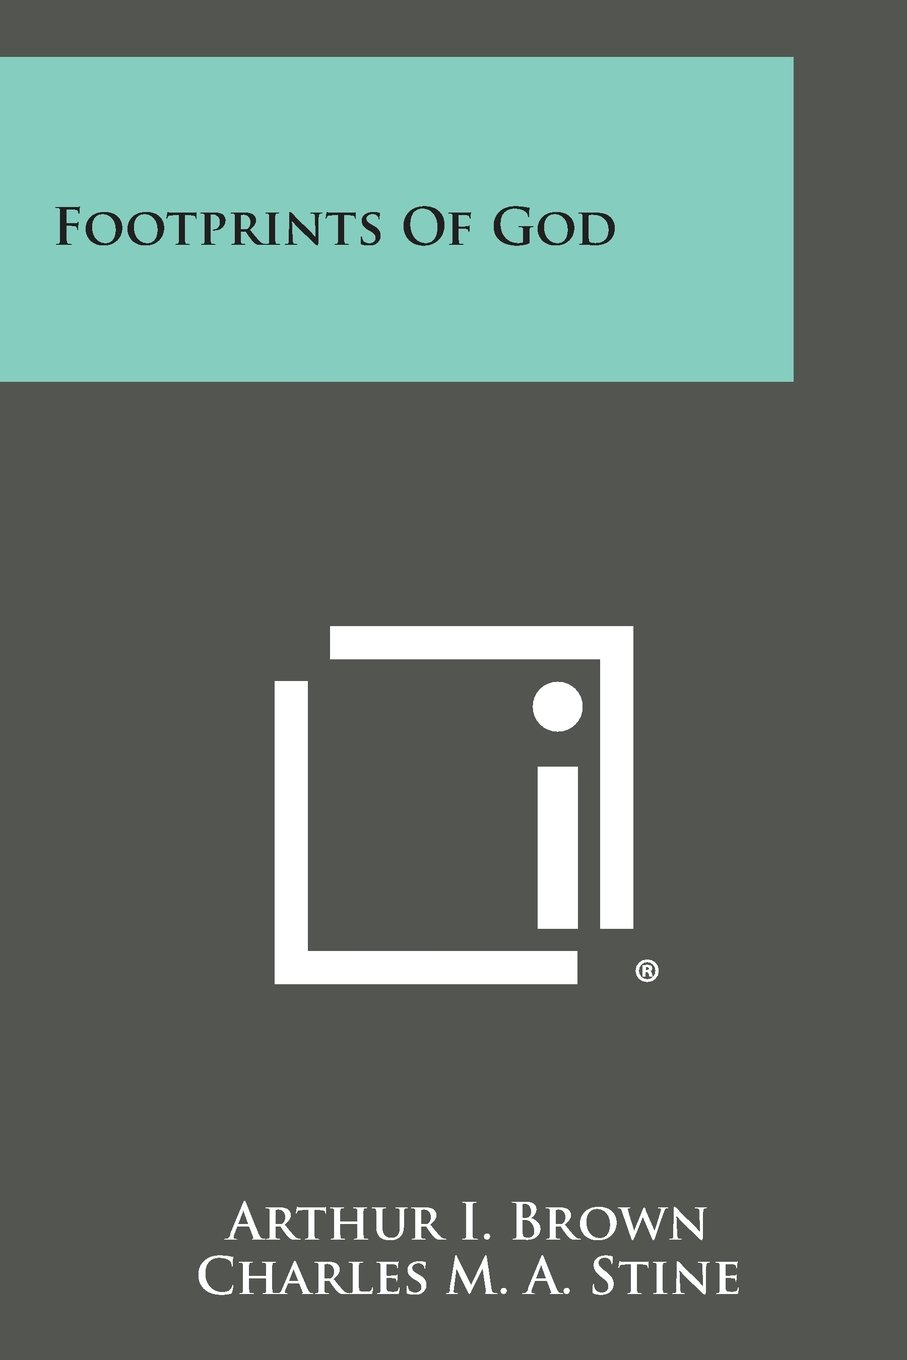 Footprints Of God
i
®
Arthur I. Brown
Charles M. A. Stine